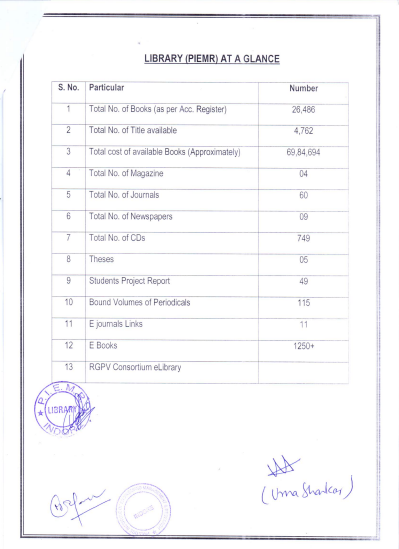 LIBRARY (PIEMR) AT A GLANCE
S. No. Particular Number
1 Total No. of Books (as per Acc. Register) 26,486
2 Total No. of Title available 4,762
3 Total cost of available Books (Approximately) 69,84,694
4 Total No. of Magazine 04
5 Total No. of Journals 60
6 Total No. of Newspapers 09
7 Total No. of CDs 749
8 Theses 05
9 Students Project Report 49
10 Bound Volumes of Periodicals 115
11 E journals Links 11
12 E Books 1250+
13 RGPV Consortium eLibrary
P.I.E.M.R.
LIBRARY
INDORE
(Uma Shankar)